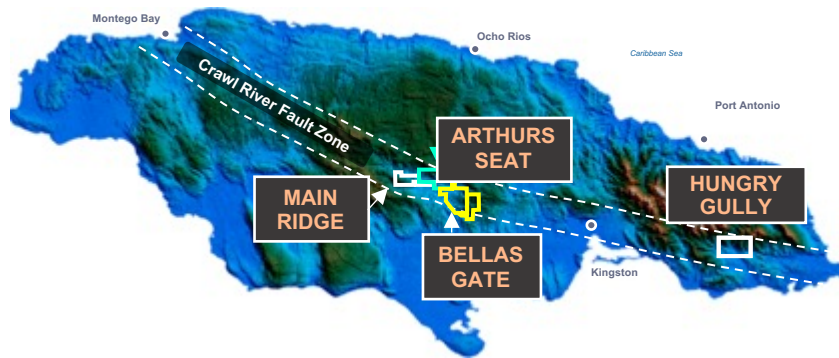 Montego Bay
Ocho Rios
Caribbean Sea
Crawl River Fault Zone
Port Antonio
ARTHURS
SEAT
MAIN
RIDGE
HUNGRY
GULLY
BELLAS
GATE
Kingston